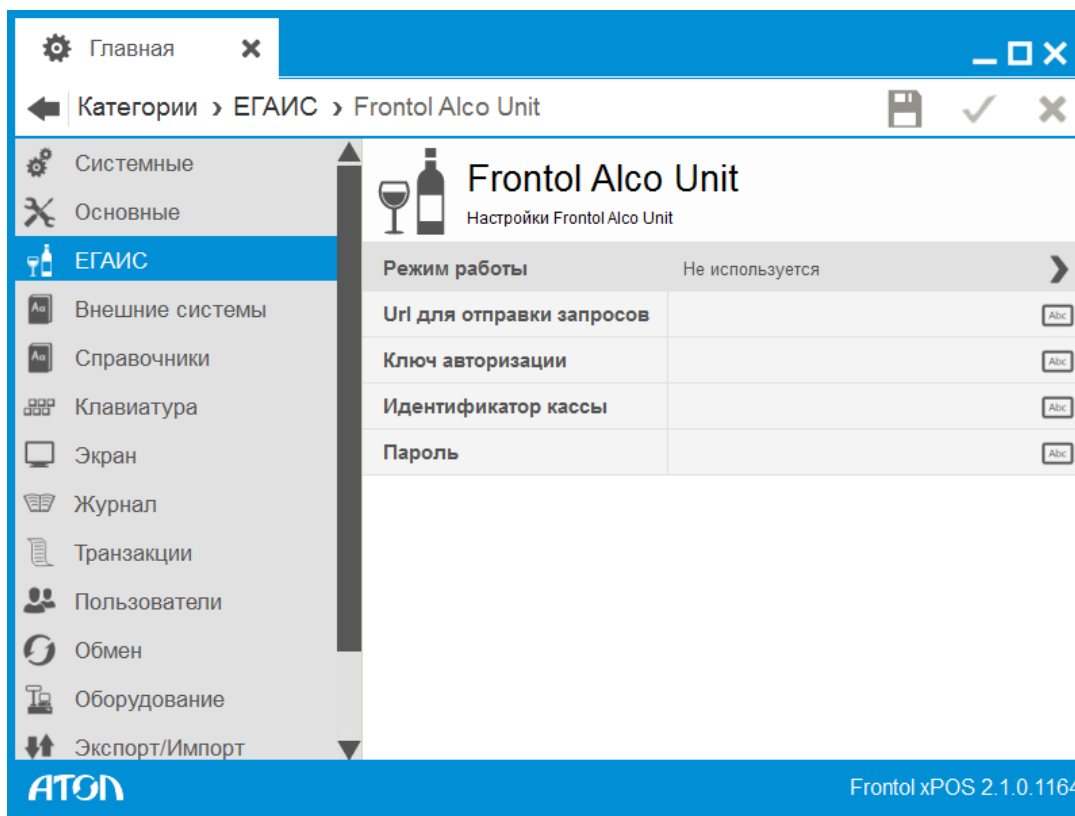 Главная
Категории › ЕГАИС › Frontol Alco Unit
Системные
Основные
ЕГАИС
Внешние системы
Справочники
Клавиатура
Экран
Журнал
Транзакции
Пользователи
Обмен
Оборудование
Экспорт/Импорт
Frontol Alco Unit
Настройки Frontol Alco Unit
Режим работы Не используется
Url для отправки запросов Abc
Ключ авторизации Abc
Идентификатор кассы Abc
Пароль Abc
АТОЛ
Frontol xPOS 2.1.0.1164